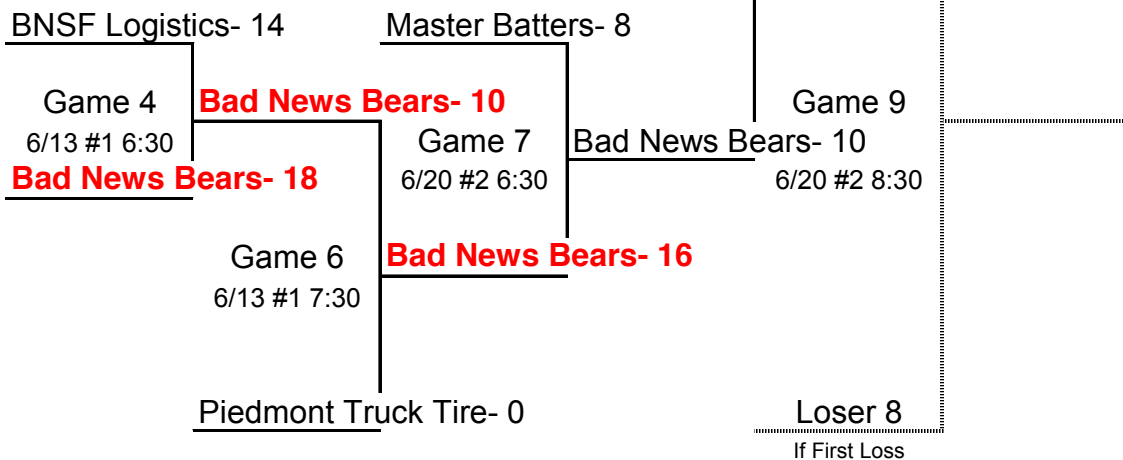 BNSF Logistics- 14
Master Batters- 8
Game 4
Bad News Bears- 10
Game 9
6/13 #1 6:30
Game 7
Bad News Bears- 10
Bad News Bears- 18
6/20 #2 6:30
6/20 #2 8:30
Game 6
Bad News Bears- 16
6/13 #1 7:30
Piedmont Truck Tire- 0
Loser 8
If First Loss